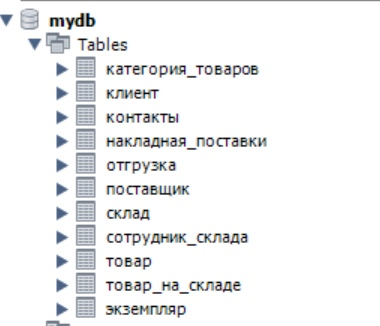 mydb
Tables
категория_товаров
клиент
контакты
накладная_поставки
отгрузка
поставщик
склад
сотрудник_склада
товар
товар_на_складе
экземпляр